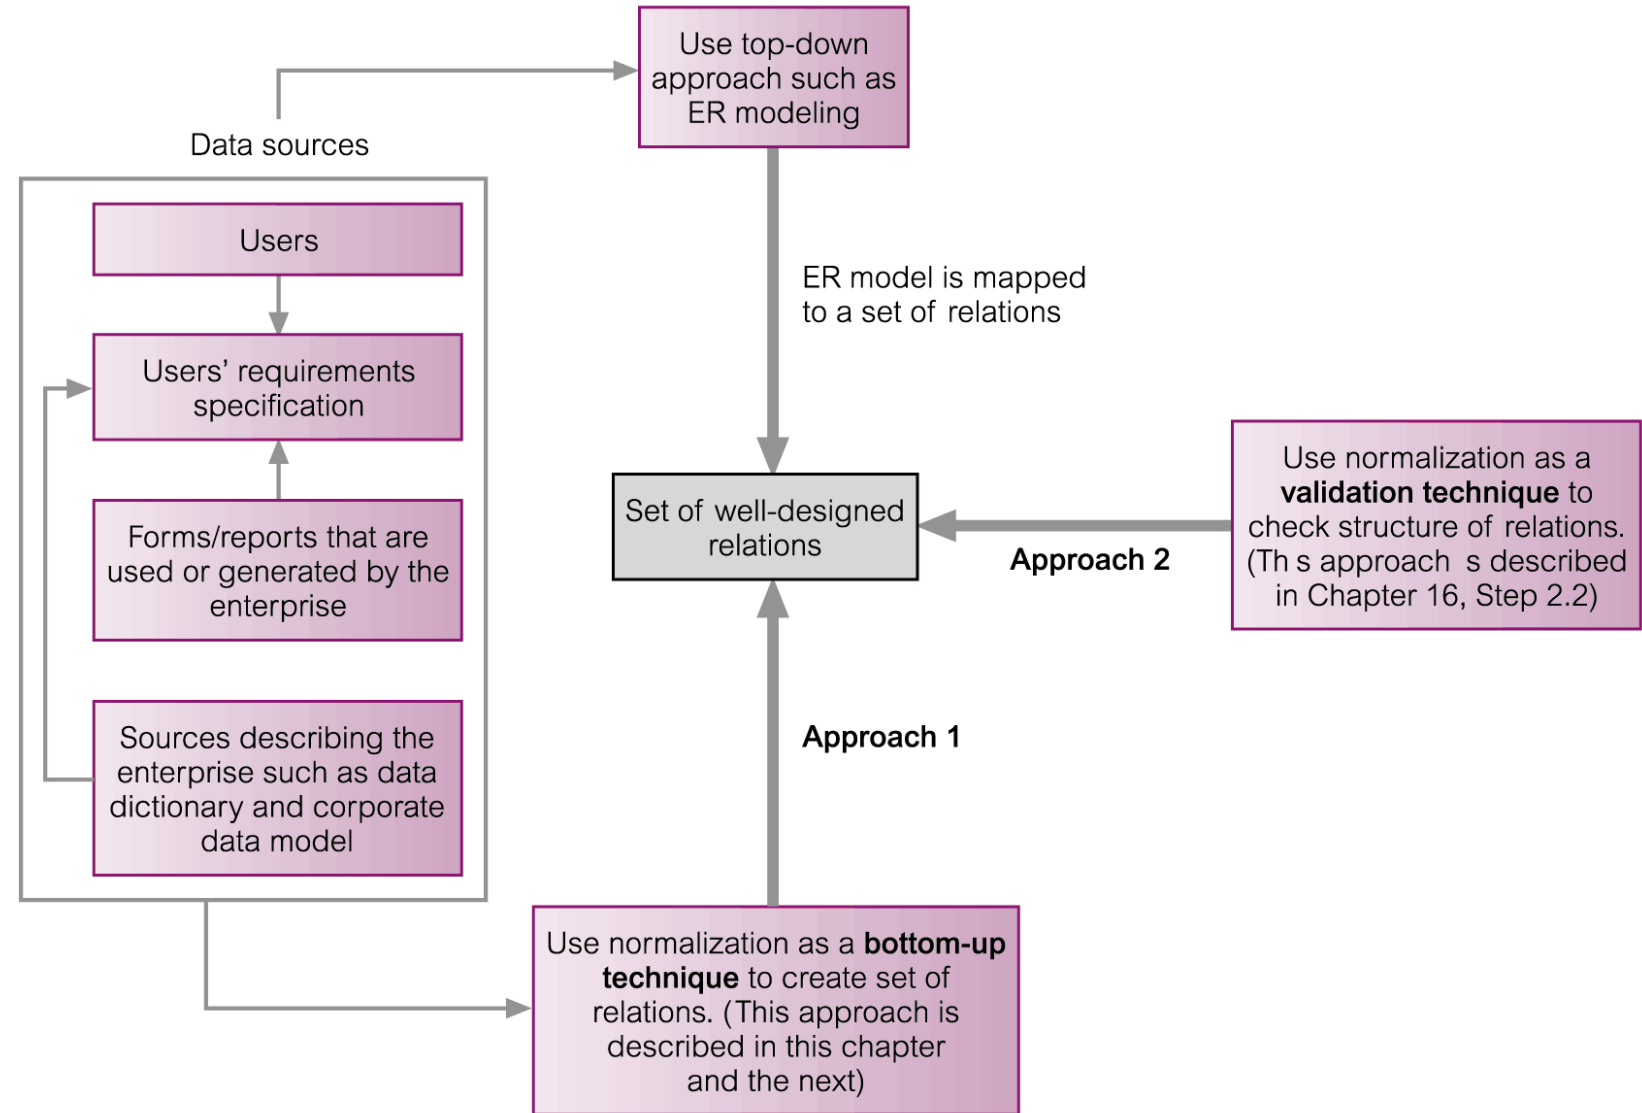 Use top-down
approach such as
ER modeling
Data sources
Users
Users’ requirements
specification
Forms/reports that are
used or generated by the
enterprise
Sources describing the
enterprise such as data
dictionary and corporate
data model
ER model is mapped
to a set of relations
Set of well-designed
relations
Approach 2
Use normalization as a
validation technique to
check structure of relations.
(Th s approach  s described
in Chapter 16, Step 2.2)
Approach 1
Use normalization as a bottom-up
technique to create set of
relations. (This approach is
described in this chapter
and the next)